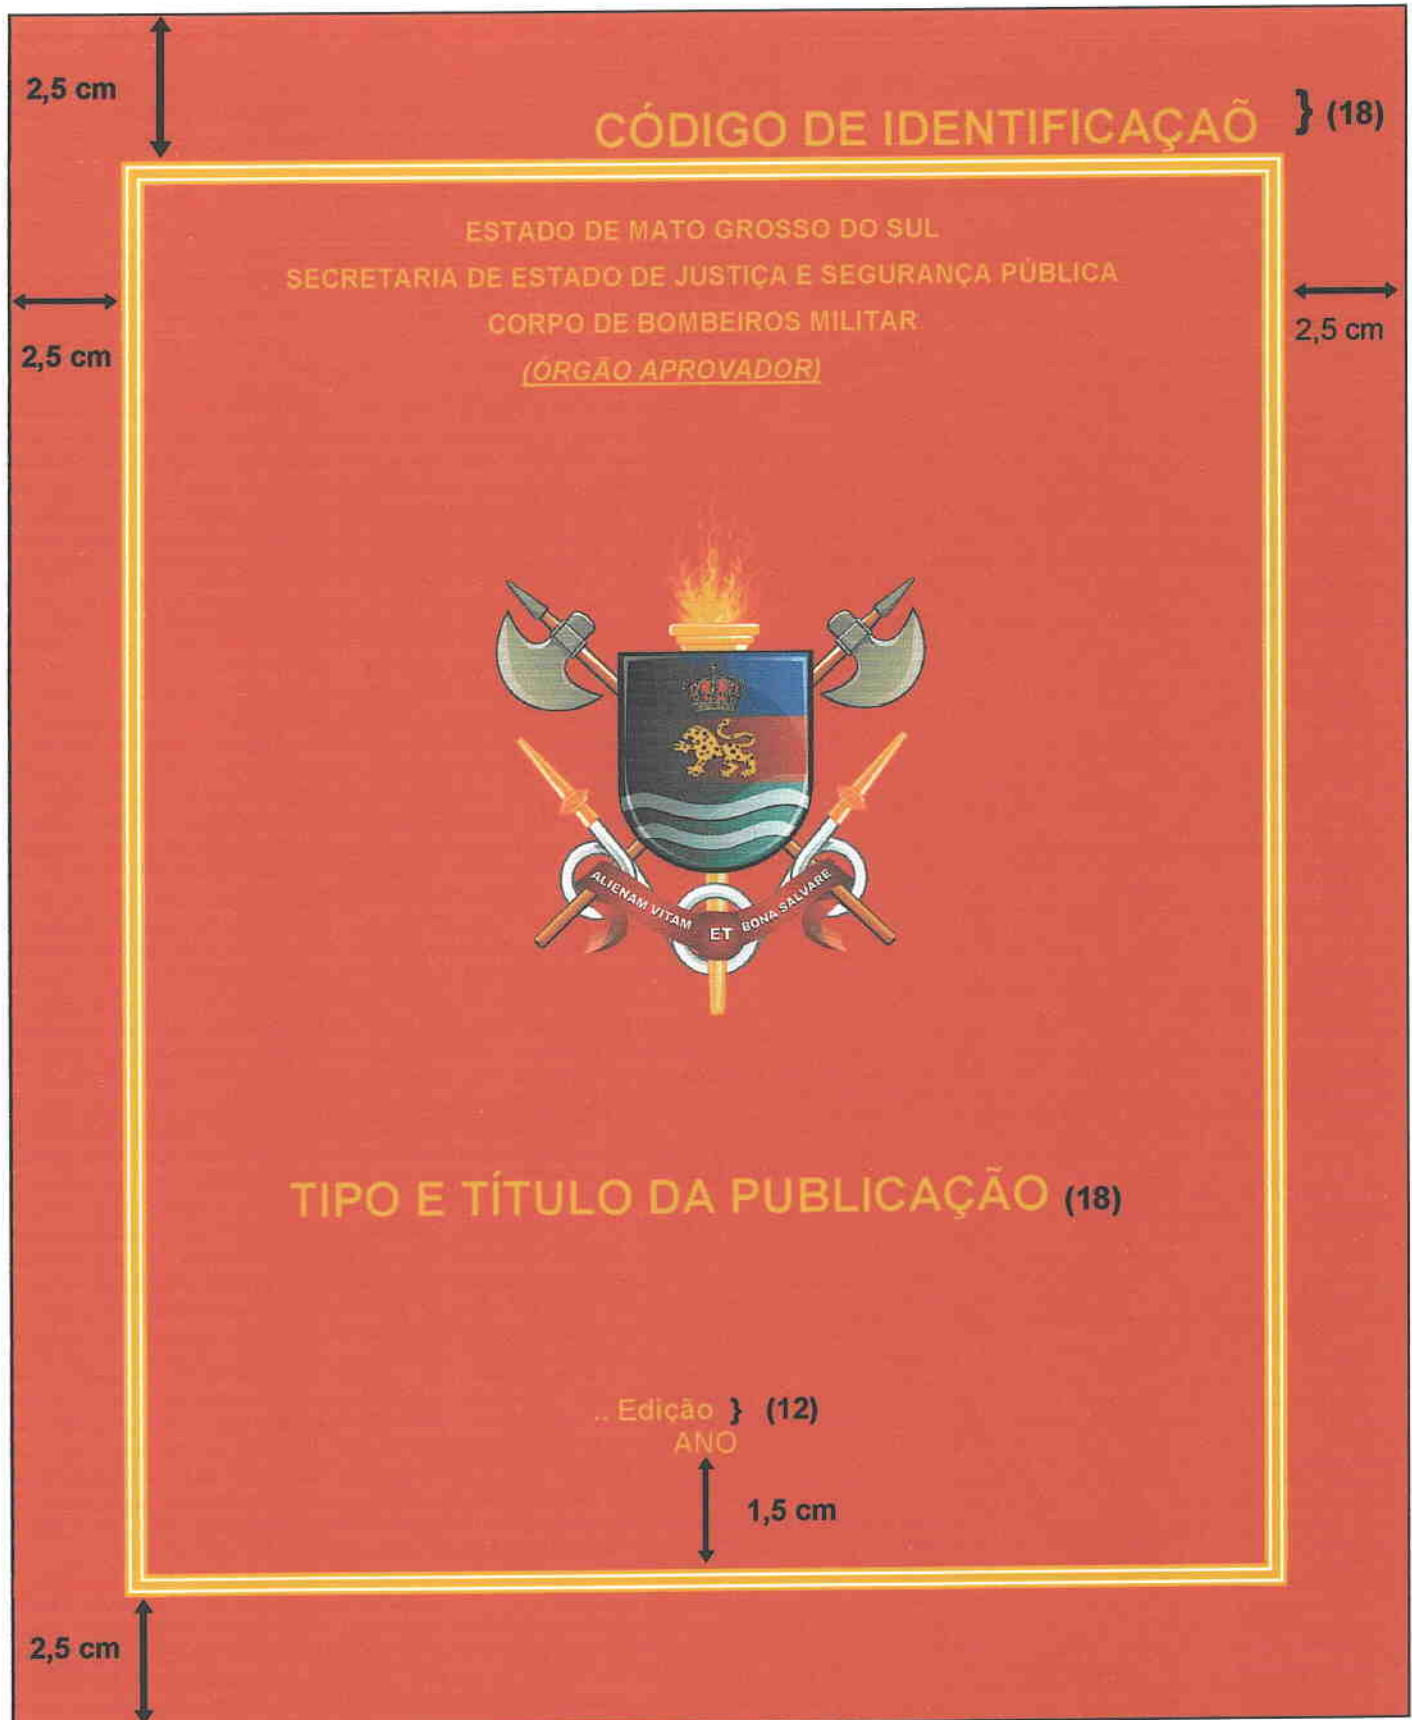 2,5 cm
CÓDIGO DE IDENTIFICAÇAÕ } (18)
ESTADO DE MATO GROSSO DO SUL
SECRETARIA DE ESTADO DE JUSTIÇA E SEGURANÇA PÚBLICA
CORPO DE BOMBEIROS MILITAR
(ÓRGÃO APROVADOR)
2,5 cm
2,5 cm
ALIENAM VITAM ET BONA SALVARE
TIPO E TÍTULO DA PUBLICAÇÃO (18)
.. Edição } (12)
ANO
1,5 cm
2,5 cm